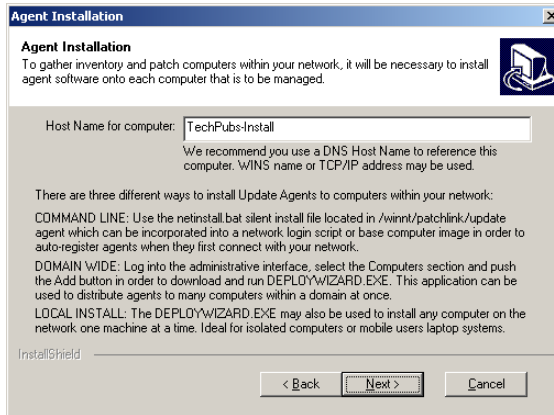 Agent Installation
Agent Installation
To gather inventory and patch computers within your network, it will be necessary to install
agent software onto each computer that is to be managed.
Host Name for computer: TechPubs-Install
We recommend you use a DNS Host Name to reference this
computer. WINS name or TCP/IP address may be used.
There are three different ways to install Update Agents to computers within your network:
COMMAND LINE: Use the netinstall.bat silent install file located in /winnt/patchlink/update
agent which can be incorporated into a network login script or base computer image in order to
auto-register agents when they first connect with your network.
DOMAIN WIDE: Log into the administrative interface, select the Computers section and push
the Add button in order to download and run DEPLOYWIZARD.EXE. This application can be
used to distribute agents to many computers within a domain at once.
LOCAL INSTALL: The DEPLOYWIZARD.EXE may also be used to install any computer on the
network one machine at a time. Ideal for isolated computers or mobile users laptop systems.
InstallShield
< Back Next > Cancel